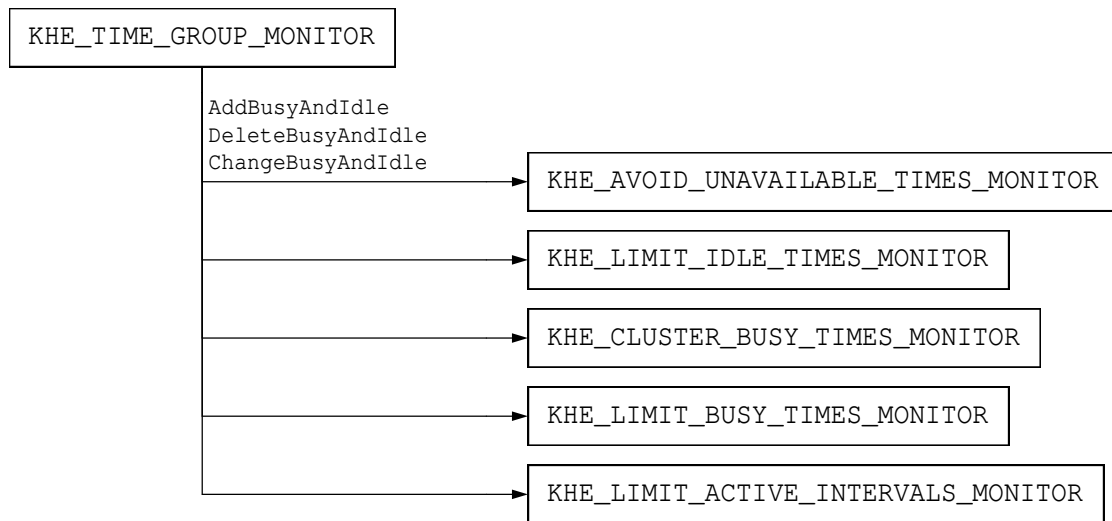 KHE_TIME_GROUP_MONITOR
AddBusyAndIdle
DeleteBusyAndIdle
ChangeBusyAndIdle
KHE_AVOID_UNAVAILABLE_TIMES_MONITOR
KHE_LIMIT_IDLE_TIMES_MONITOR
KHE_CLUSTER_BUSY_TIMES_MONITOR
KHE_LIMIT_BUSY_TIMES_MONITOR
KHE_LIMIT_ACTIVE_INTERVALS_MONITOR